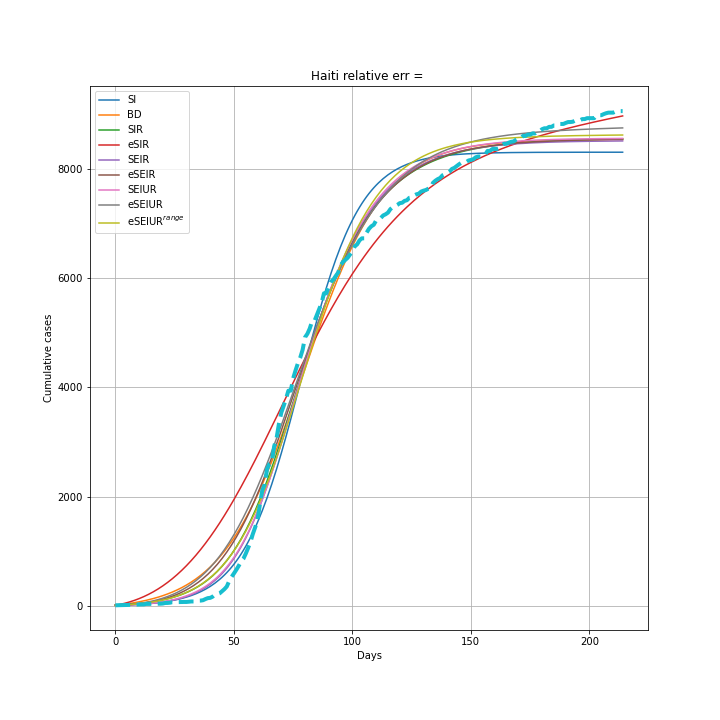 Haiti relative err =
SI
BD
SIR
eSIR
SEIR
eSEIR
SEIUR
eSEIUR
eSEIUR^range
Cumulative cases
8000
6000
4000
2000
0
0 50 100 150 200
Days